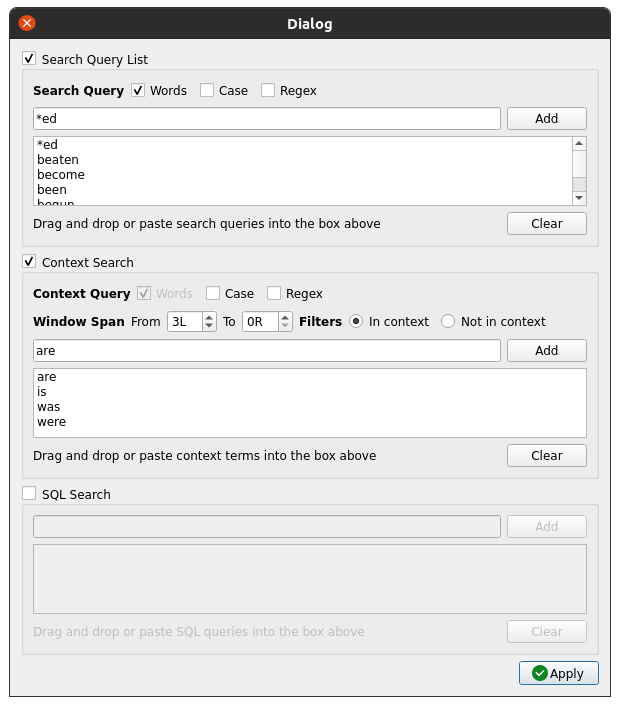 Dialog
Search Query List
Search Query Words Case Regex
*ed Add
*ed
beaten
become
been
begun
Drag and drop or paste search queries into the box above Clear
Context Search
Context Query Words Case Regex
Window Span From 3L To 0R Filters In context Not in context
are Add
are
is
was
were
Drag and drop or paste context terms into the box above Clear
SQL Search
Add
Drag and drop or paste SQL queries into the box above Clear
Apply